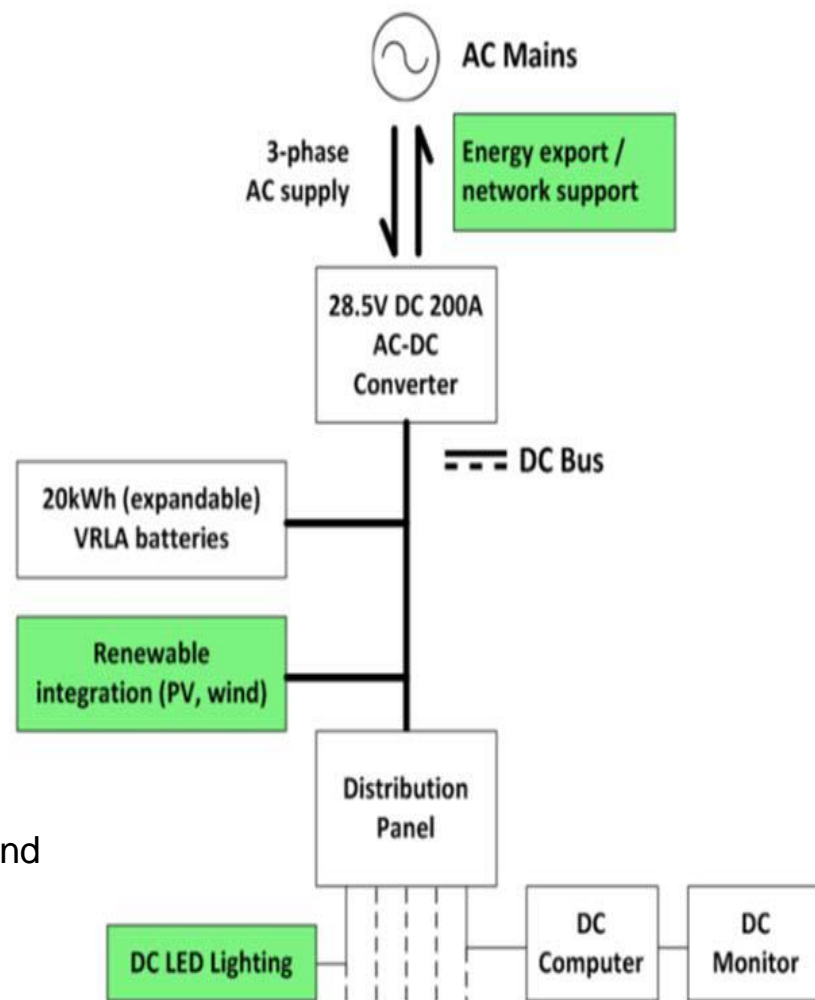 AC Mains
3-phase
AC supply
Energy export /
network support
28.5V DC 200A
AC-DC
Converter
DC Bus
20kWh (expandable)
VRLA batteries
Renewable
integration (PV, wind)
Distribution
Panel
nd
DC LED Lighting
DC
Computer
DC
Monitor